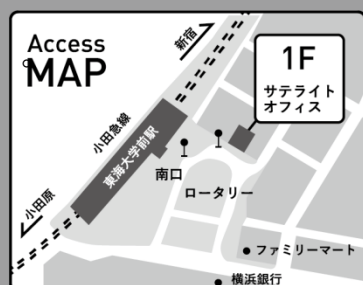 Access
MAP
新宿
1F
サテライト
オフィス
小田急線
東海大学前駅
南口
ロータリー
小田原
ファミリーマート
横浜銀行